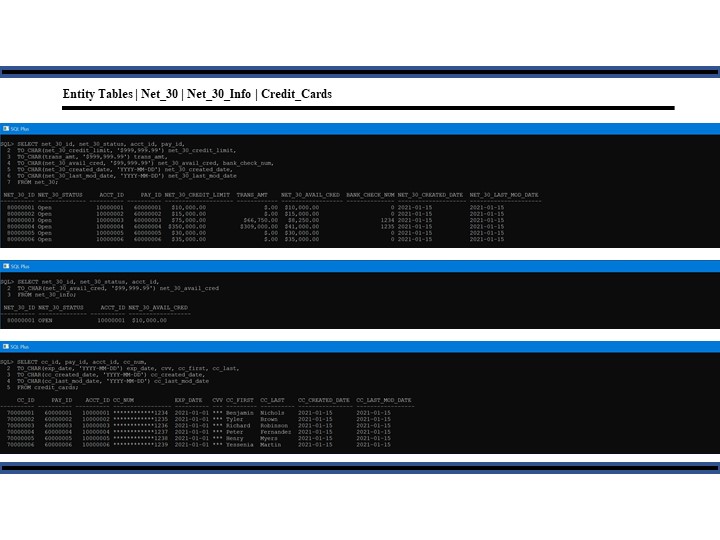 Entity Tables | Net_30 | Net_30_Info | Credit_Cards
SQL Plus
SQL> SELECT net_30_id, net_30_status, acct_id, pay_id,
2 TO_CHAR(net_30_credit_limit, '$999,999.99') net_30_credit_limit,
3 TO_CHAR(trans_amt, '$999,999.99') trans_amt,
4 TO_CHAR(net_30_avail_cred, '$99,999.99') net_30_avail_cred, bank_check_num,
5 TO_CHAR(net_30_created_date, 'YYYY-MM-DD') net_30_created_date,
6 TO_CHAR(net_30_last_mod_date, 'YYYY-MM-DD') net_30_last_mod_date
7 FROM net_30;
NET_30_ID NET_30_STATUS ACCT_ID PAY_ID NET_30_CREDIT_LIMIT TRANS_AMT NET_30_AVAIL_CRED BANK_CHECK_NUM NET_30_CREATED_DATE NET_30_LAST_MOD_DATE
80000001 Open 10000001 60000001 $10,000.00 $.00 $10,000.00 0 2021-01-15 2021-01-15
80000002 Open 10000002 60000002 $15,000.00 $.00 $15,000.00 0 2021-01-15 2021-01-15
80000003 Open 10000003 60000003 $75,000.00 $66,750.00 $8,250.00 1234 2021-01-15 2021-01-15
80000004 Open 10000004 60000004 $350,000.00 $309,000.00 $41,000.00 1235 2021-01-15 2021-01-15
80000005 Open 10000005 60000005 $30,000.00 $.00 $30,000.00 0 2021-01-15 2021-01-15
80000006 Open 10000006 60000006 $35,000.00 $.00 $35,000.00 0 2021-01-15 2021-01-15
SQL Plus
SQL> SELECT net_30_id, net_30_status, acct_id,
2 TO_CHAR(net_30_avail_cred, '$99,999.99') net_30_avail_cred
3 FROM net_30_info;
NET_30_ID NET_30_STATUS ACCT_ID NET_30_AVAIL_CRED
80000001 OPEN 10000001 $10,000.00
SQL Plus
SQL> SELECT cc_id, pay_id, acct_id, cc_num,
2 TO_CHAR(exp_date, 'YYYY-MM-DD') exp_date, cvv, cc_first, cc_last,
3 TO_CHAR(cc_created_date, 'YYYY-MM-DD') cc_created_date,
4 TO_CHAR(cc_last_mod_date, 'YYYY-MM-DD') cc_last_mod_date
5 FROM credit_cards;
CC_ID PAY_ID ACCT_ID CC_NUM EXP_DATE CVV CC_FIRST CC_LAST CC_CREATED_DATE CC_LAST_MOD_DATE
70000001 60000001 10000001 ************1234 2021-01-01 *** Benjamin Nichols 2021-01-15 2021-01-15
70000002 60000002 10000002 ************1235 2021-01-01 *** Tyler Brown 2021-01-15 2021-01-15
70000003 60000003 10000003 ************1236 2021-01-01 *** Richard Robinson 2021-01-15 2021-01-15
70000004 60000004 10000004 ************1237 2021-01-01 *** Peter Fernandez 2021-01-15 2021-01-15
70000005 60000005 10000005 ************1238 2021-01-01 *** Henry Myers 2021-01-15 2021-01-15
70000006 60000006 10000006 ************1239 2021-01-01 *** Yessenia Martin 2021-01-15 2021-01-15